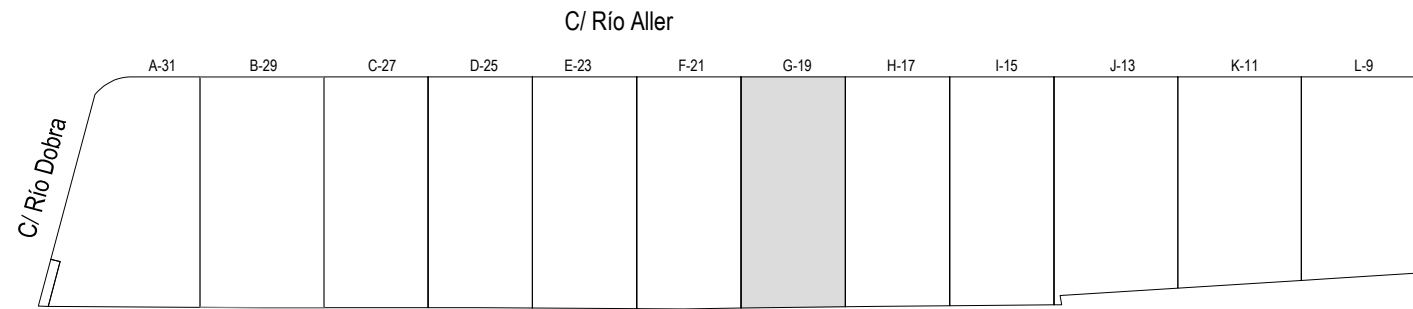 C/ Río Aller
A-31 B-29 C-27 D-25 E-23 F-21 G-19 H-17 I-15 J-13 K-11 L-9
C/ Río Dobra